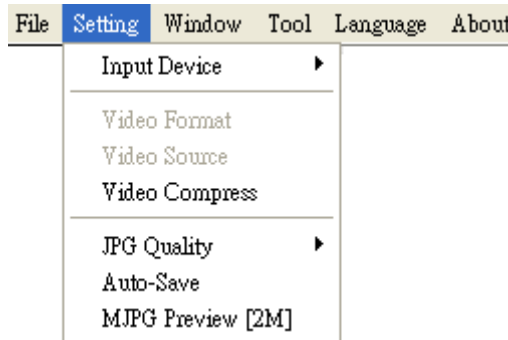 File Setting Window Tool Language About
Input Device
Video Format
Video Source
Video Compress
JPG Quality
Auto-Save
MJPG Preview [2M]